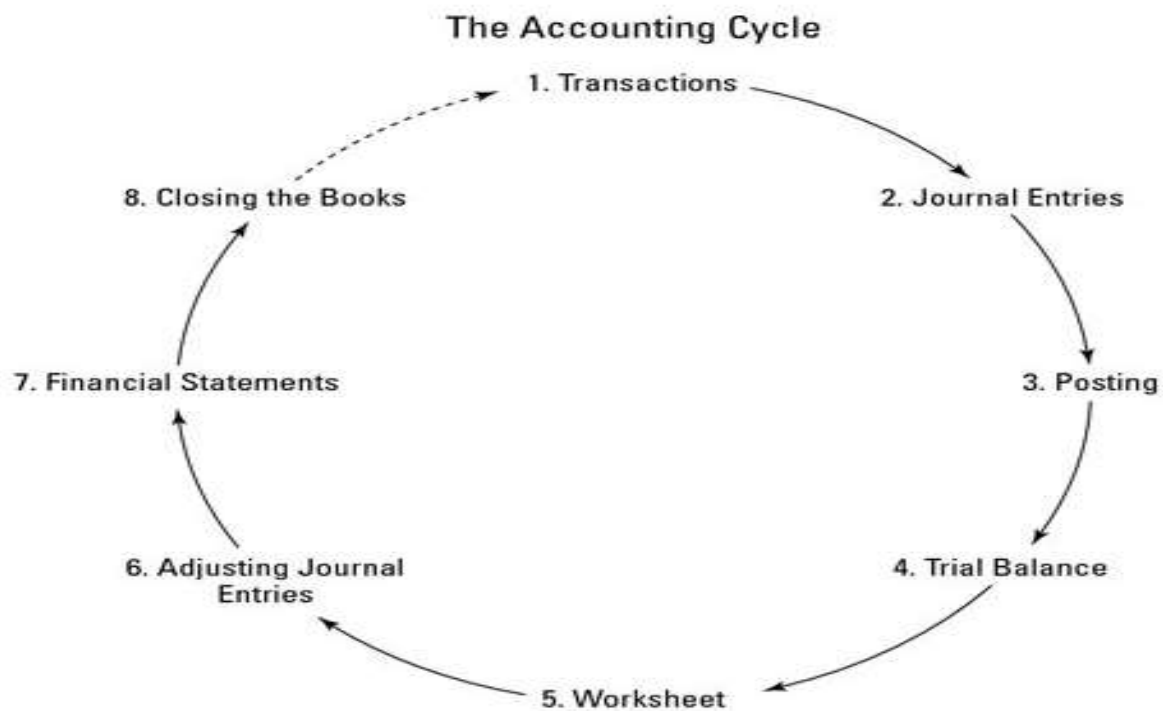 The Accounting Cycle
1. Transactions
2. Journal Entries
3. Posting
4. Trial Balance
5. Worksheet
6. Adjusting Journal
Entries
7. Financial Statements
8. Closing the Books